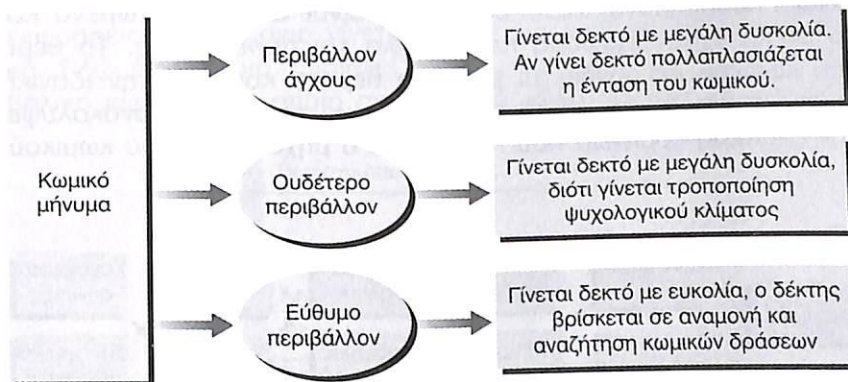 Κωμικό
μήνυμα
Περιβάλλον
άγχους
Γίνεται δεκτό με μεγάλη δυσκολία.
Αν γίνει δεκτό πολλαπλασιάζεται
η ένταση του κωμικού.
Ουδέτερο
περιβάλλον
Γίνεται δεκτό με μεγάλη δυσκολία,
διότι γίνεται τροποποίηση
ψυχολογικού κλίματος
Εύθυμο
περιβάλλον
Γίνεται δεκτό με ευκολία, ο δέκτης
βρίσκεται σε αναμονή και
αναζήτηση κωμικών δράσεων